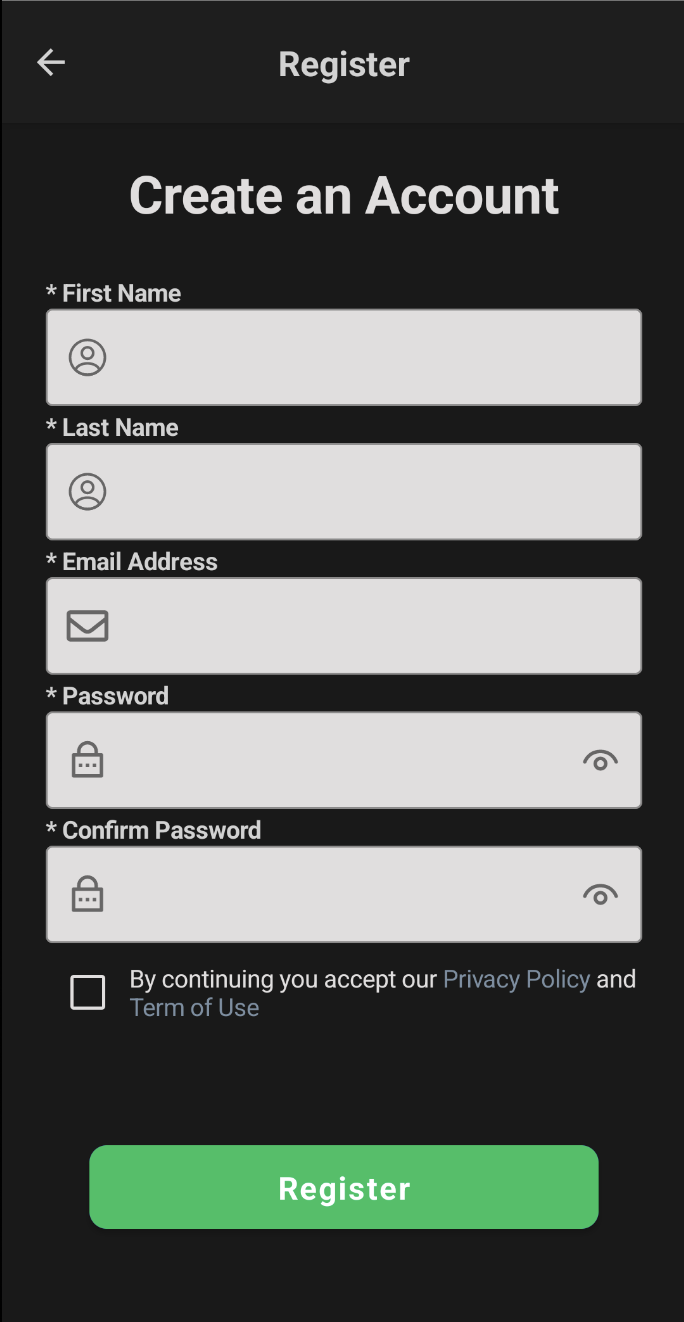 Register
Create an Account
* First Name
* Last Name
* Email Address
* Password
* Confirm Password
By continuing you accept our Privacy Policy and
Term of Use
Register